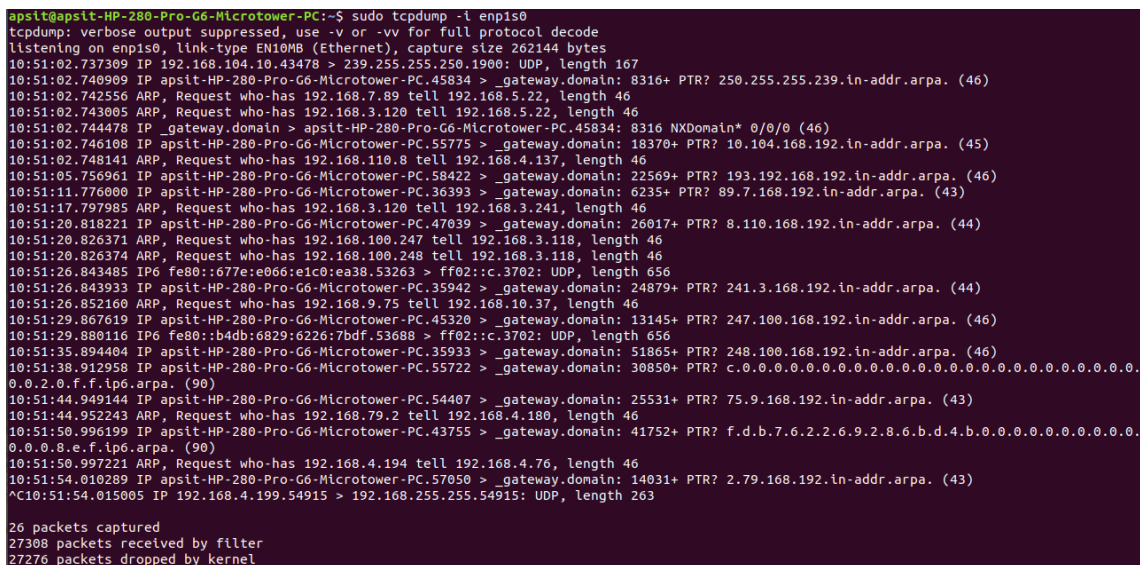 apsit@apsit-HP-280-Pro-G6-Microtower-PC:~$ sudo tcpdump -i enp1s0
tcpdump: verbose output suppressed, use -v or -vv for full protocol decode
listening on enp1s0, link-type EN10MB (Ethernet), capture size 262144 bytes
10:51:02.737309 IP 192.168.104.10.43478 > 239.255.255.250.1900: UDP, length 167
10:51:02.740909 IP apsit-HP-280-Pro-G6-Microtower-PC.45834 > _gateway.domain: 8316+ PTR? 250.255.255.239.in-addr.arpa. (46)
10:51:02.742556 ARP, Request who-has 192.168.7.89 tell 192.168.5.22, length 46
10:51:02.743005 ARP, Request who-has 192.168.3.120 tell 192.168.5.22, length 46
10:51:02.744478 IP _gateway.domain > apsit-HP-280-Pro-G6-Microtower-PC.45834: 8316 NXDomain* 0/0/0 (46)
10:51:02.746108 IP apsit-HP-280-Pro-G6-Microtower-PC.55775 > _gateway.domain: 18370+ PTR? 10.104.168.192.in-addr.arpa. (45)
10:51:02.748141 ARP, Request who-has 192.168.110.8 tell 192.168.4.137, length 46
10:51:05.756961 IP apsit-HP-280-Pro-G6-Microtower-PC.58422 > _gateway.domain: 22569+ PTR? 193.192.168.192.in-addr.arpa. (46)
10:51:11.776000 IP apsit-HP-280-Pro-G6-Microtower-PC.36393 > _gateway.domain: 6235+ PTR? 89.7.168.192.in-addr.arpa. (43)
10:51:17.797985 ARP, Request who-has 192.168.3.120 tell 192.168.3.241, length 46
10:51:20.818221 IP apsit-HP-280-Pro-G6-Microtower-PC.47039 > _gateway.domain: 26017+ PTR? 8.110.168.192.in-addr.arpa. (44)
10:51:20.826371 ARP, Request who-has 192.168.100.247 tell 192.168.3.118, length 46
10:51:20.826374 ARP, Request who-has 192.168.100.248 tell 192.168.3.118, length 46
10:51:26.843485 IP6 fe80::677e:e066:e1c0:ea38.53263 > ff02::c.3702: UDP, length 656
10:51:26.843933 IP apsit-HP-280-Pro-G6-Microtower-PC.35942 > _gateway.domain: 24879+ PTR? 241.3.168.192.in-addr.arpa. (44)
10:51:26.852160 ARP, Request who-has 192.168.9.75 tell 192.168.10.37, length 46
10:51:29.867619 IP apsit-HP-280-Pro-G6-Microtower-PC.45320 > _gateway.domain: 13145+ PTR? 247.100.168.192.in-addr.arpa. (46)
10:51:29.880116 IP6 fe80::b4db:6829:6226:7bdf.53688 > ff02::c.3702: UDP, length 656
10:51:35.894404 IP apsit-HP-280-Pro-G6-Microtower-PC.35933 > _gateway.domain: 51865+ PTR? 248.100.168.192.in-addr.arpa. (46)
10:51:38.912958 IP apsit-HP-280-Pro-G6-Microtower-PC.55722 > _gateway.domain: 30850+ PTR? c.0.0.0.0.0.0.0.0.0.0.0.0.0.0.0.0.0.0.0.0.0.0.0.0.0.
0.0.2.0.f.f.ip6.arpa. (90)
10:51:44.949144 IP apsit-HP-280-Pro-G6-Microtower-PC.54407 > _gateway.domain: 25531+ PTR? 75.9.168.192.in-addr.arpa. (43)
10:51:44.952243 ARP, Request who-has 192.168.79.2 tell 192.168.4.180, length 46
10:51:50.996199 IP apsit-HP-280-Pro-G6-Microtower-PC.43755 > _gateway.domain: 41752+ PTR? f.d.b.7.6.2.2.6.9.2.8.6.b.d.4.b.0.0.0.0.0.0.0.0.0.
0.0.0.8.e.f.ip6.arpa. (90)
10:51:50.997221 ARP, Request who-has 192.168.4.194 tell 192.168.4.76, length 46
10:51:54.010289 IP apsit-HP-280-Pro-G6-Microtower-PC.57050 > _gateway.domain: 14031+ PTR? 2.79.168.192.in-addr.arpa. (43)
^C10:51:54.015005 IP 192.168.4.199.54915 > 192.168.255.255.54915: UDP, length 263
26 packets captured
27308 packets received by filter
27276 packets dropped by kernel